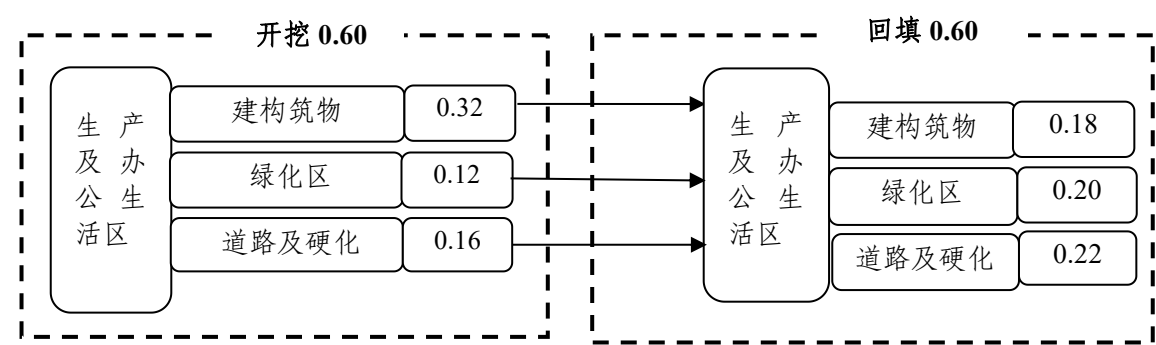 开挖 0.60
生 产
及 办
公 生
活区
建构筑物 0.32
绿化区 0.12
道路及硬化 0.16
回填 0.60
生 产
及 办
公 生
活区
建构筑物 0.18
绿化区 0.20
道路及硬化 0.22